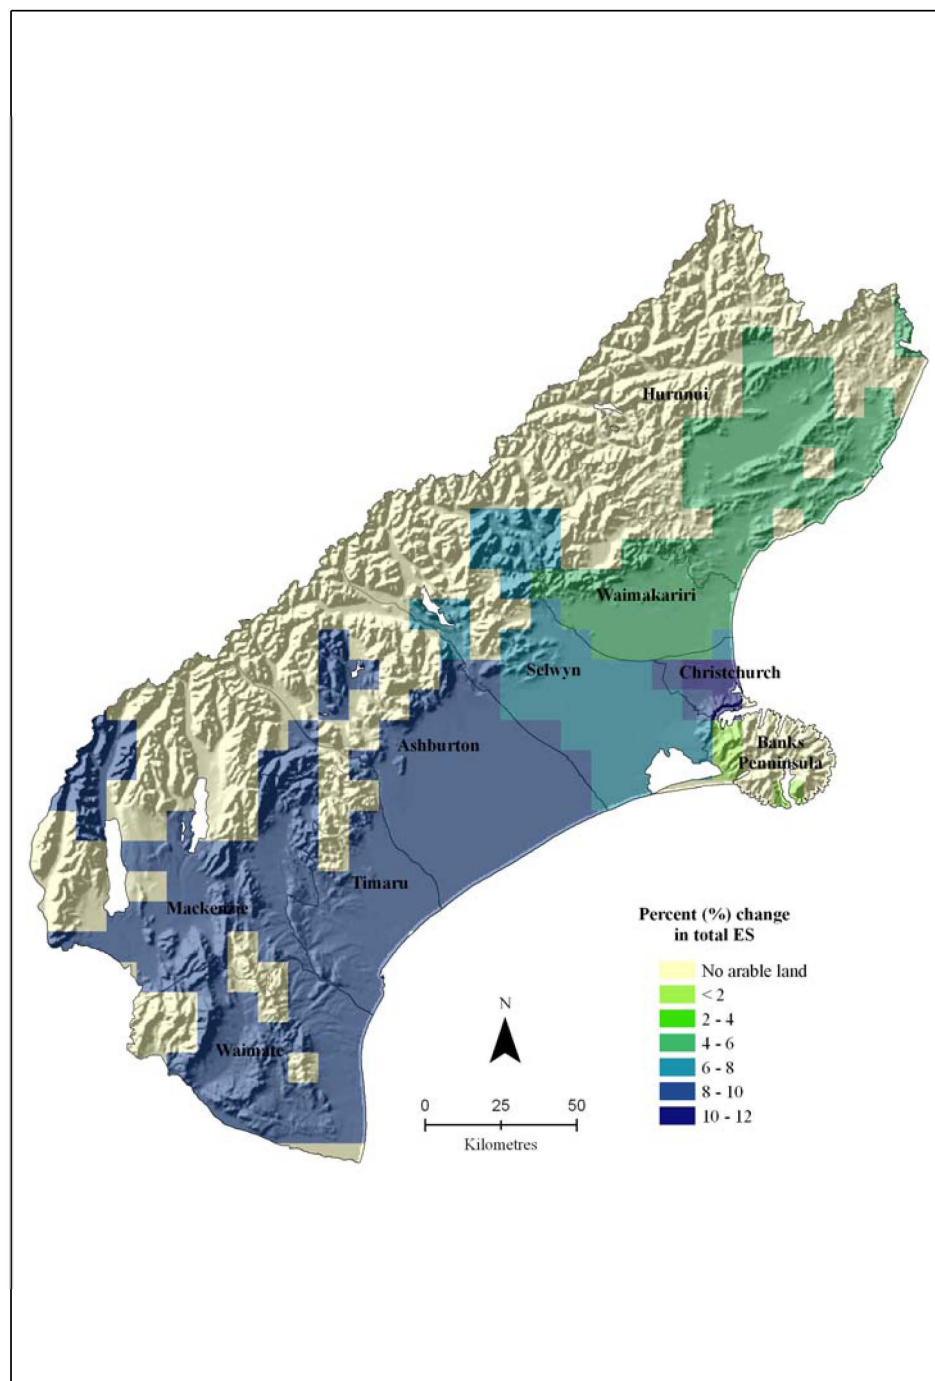 Hurunui
Waimakariri
Selwyn
Christchurch
Ashburton
Banks
Penninsula
Timaru
Mackenzie
Waimate
Percent (%) change
in total ES
No arable land
< 2
2 - 4
4 - 6
6 - 8
8 - 10
10 - 12
N
0 25 50
Kilometres